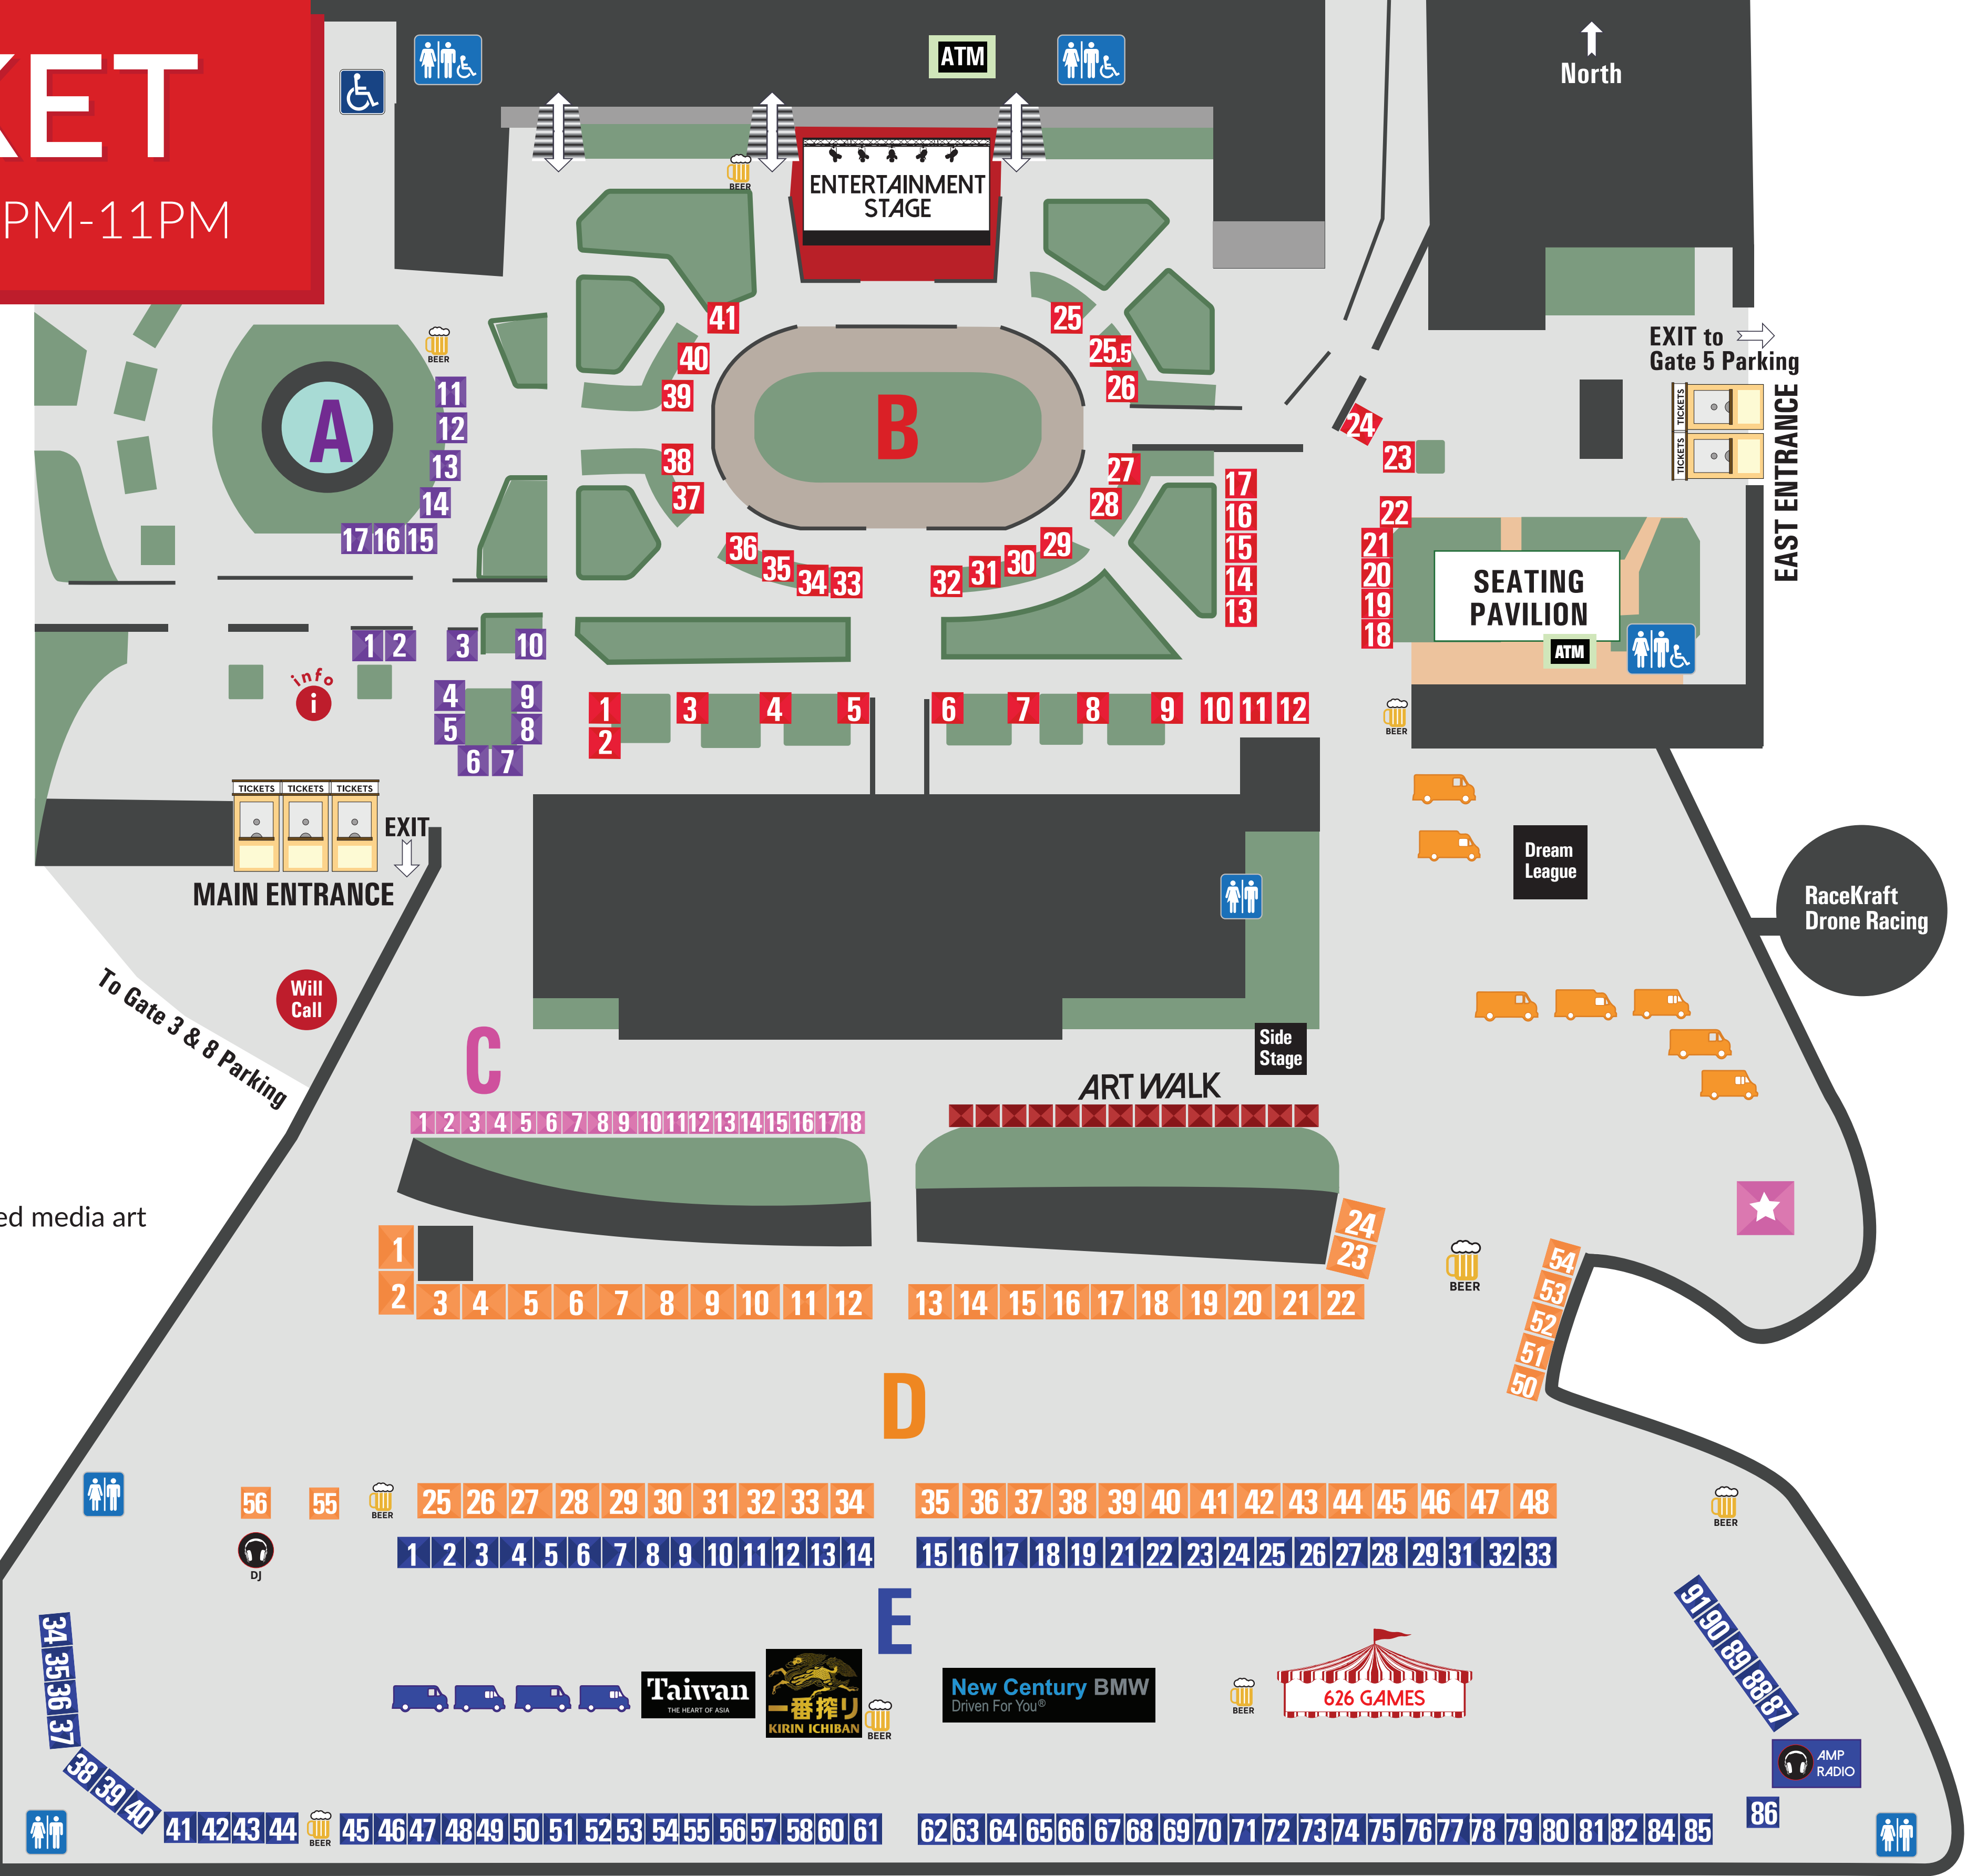 KET
PM-11PM
North
ATM
BEER
ENTERTAINMENT
STAGE
EXIT to
Gate 5 Parking
TICKETS
TICKETS
EAST ENTRANCE
BEER
A
B
11
12
13
14
17 16 15
41
40
39
38
37
36
35
34 33
25
25.5
26
27
28
29
30
31
32
24
23
22
21
20
19
18
17
16
15
14
13
SEATING
PAVILION
ATM
1 2
3
10
4
9
5
8
6 7
info
i
1
2
3
4
5
6
7
8
9
10 11 12
BEER
TICKETS TICKETS TICKETS
EXIT
MAIN ENTRANCE
Will
Call
To Gate 3 & 8 Parking
Dream
League
RaceKraft
Drone Racing
Side
Stage
C
ART WALK
1 2 3 4 5 6 7 8 9 10 11 12 13 14 15 16 17 18
ed media art
1
2
3 4 5 6 7 8 9 10 11 12
13 14 15 16 17 18 19 20 21 22
24
23
BEER
54
53
52
51
50
D
56 55
BEER
25 26 27 28 29 30 31 32 33 34
35 36 37 38 39 40 41 42 43 44 45 46 47 48
BEER
DJ
1 2 3 4 5 6 7 8 9 10 11 12 13 14
15 16 17 18 19 21 22 23 24 25 26 27 28 29 31 32 33
E
34
35
36
37
38
39
40
Taiwan
THE HEART OF ASIA
一番搾り
KIRIN ICHIBAN
BEER
New Century BMW
Driven For You®
BEER
626 GAMES
91
90
89
88
87
AMP
RADIO
86
41 42 43 44
BEER
45 46 47 48 49 50 51 52 53 54 55 56 57 58 60 61
62 63 64 65 66 67 68 69 70 71 72 73 74 75 76 77 78 79 80 81 82 84 85